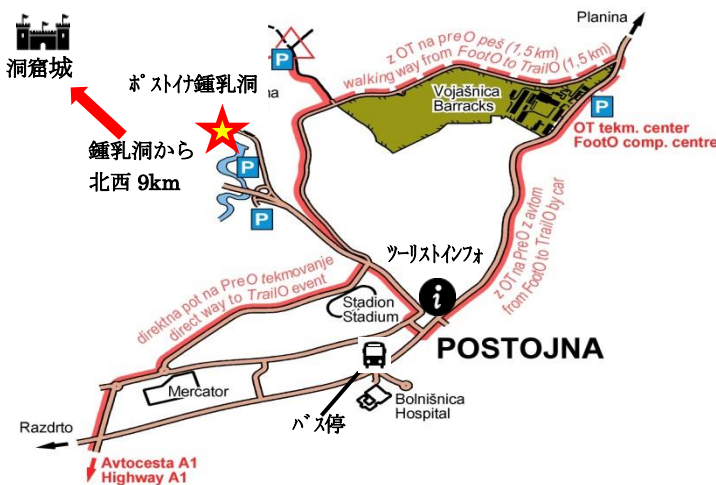 Planina
洞窟城
ﾎﾟｽﾄｲﾅ鍾乳洞
P
na
鍾乳洞から
北西 9km
z OT na preO peš (1,5 km)
walking way from FootO to TrailO (1,5 km)
Vojašnica
Barracks
P
OT tekm. center
FootO comp. centre
P
P
ﾂｰﾘｽﾄインフォ
i
z OT na PreO z avtom
from FootO to TrailO by car
direktna pot na PreO tekmovanje
direct way to TrailO event
Stadion
Stadium
POSTOJNA
Mercator
Bolnišnica
Hospital
ﾊﾞｽ停
Razdrto
Avtocesta A1
Highway A1